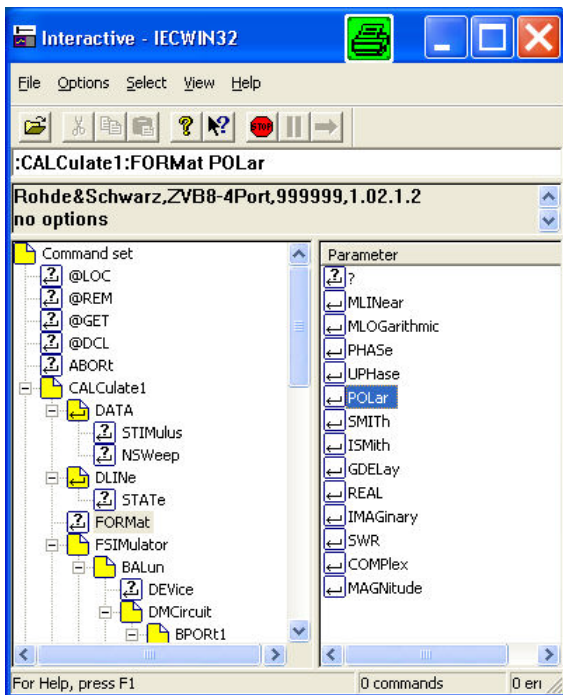 Interactive - IECWIN32
File Options Select View Help
STOP
:CALCulate1:FORMat POLar
Rohde&Schwarz,ZVB8-4Port,999999,1.02.1.2
no options
Command set
@LOC
@REM
@GET
@DCL
ABORt
CALCulate1
DATA
STIMulus
NSWeep
DLINe
STATe
FORMat
FSIMulator
BALun
DEVice
DMCircuit
BPORt1
Parameter
?
MLINear
MLOGarithmic
PHASe
UPHase
POLar
SMITh
ISMith
GDELay
REAL
IMAGinary
SWR
COMPlex
MAGNitude
For Help, press F1
0 commands
0 err